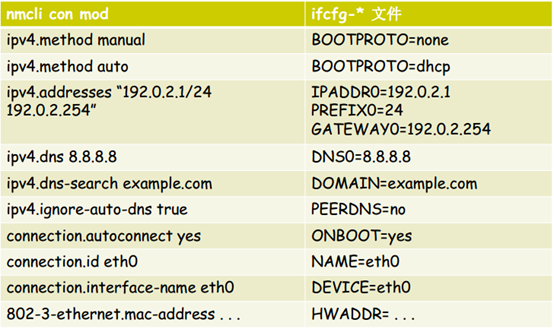 nmcli con mod ifcfg-* 文件
ipv4.method manual BOOTPROTO=none
ipv4.method auto BOOTPROTO=dhcp
ipv4.addresses “192.0.2.1/24 IPADDR0=192.0.2.1
192.0.2.254” PREFIX0=24
GATEWAY0=192.0.2.254
ipv4.dns 8.8.8.8 DNS0=8.8.8.8
ipv4.dns-search example.com DOMAIN=example.com
ipv4.ignore-auto-dns true PEERDNS=no
connection.autoconnect yes ONBOOT=yes
connection.id eth0 NAME=eth0
connection.interface-name eth0 DEVICE=eth0
802-3-ethernet.mac-address . . . HWADDR= . . .